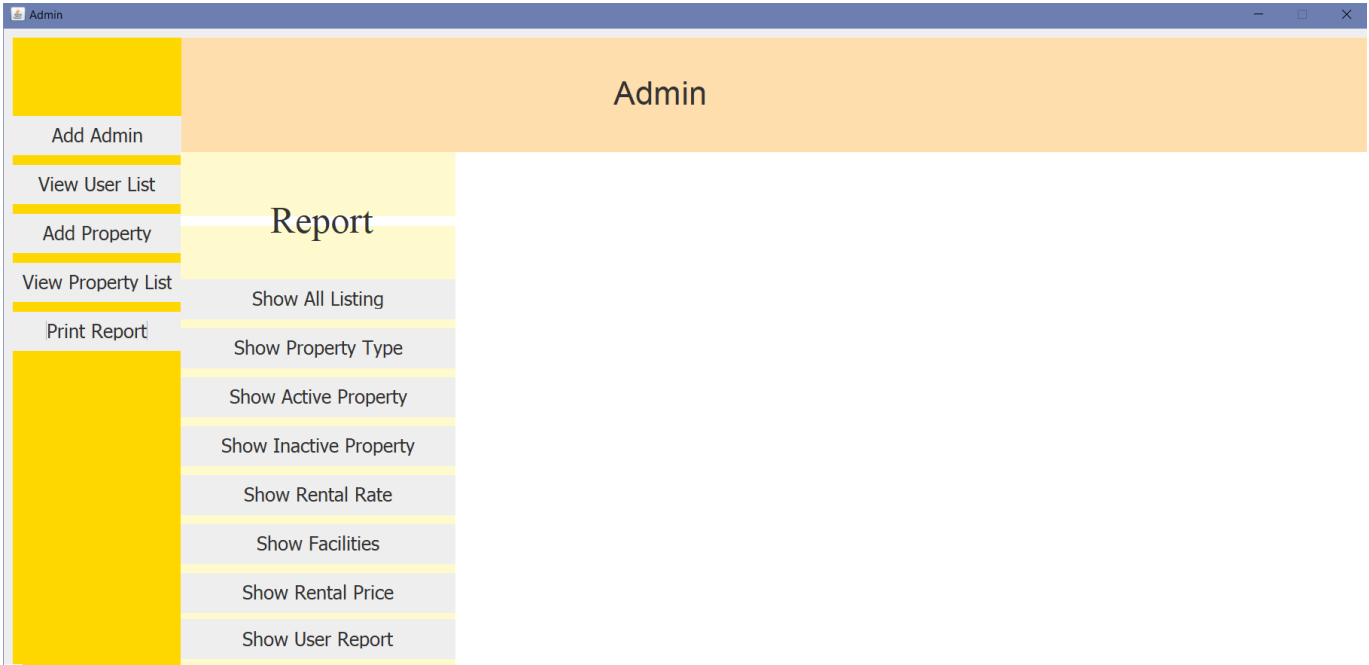 Admin
Admin
Add Admin
View User List
Add Property
View Property List
Print Report
Report
Show All Listing
Show Property Type
Show Active Property
Show Inactive Property
Show Rental Rate
Show Facilities
Show Rental Price
Show User Report